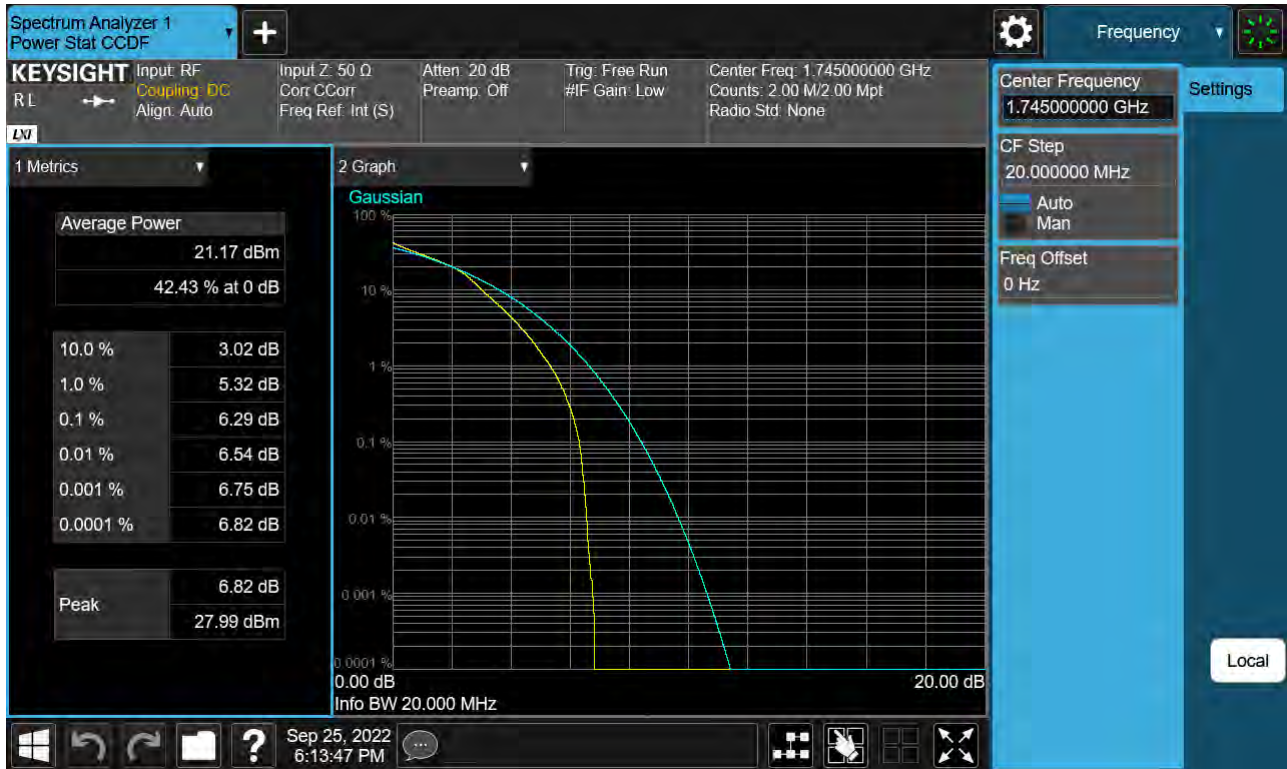 Spectrum Analyzer 1
Power Stat CCDF
+
Frequency
KEYSIGHT
RL
LXI
Input: RF
Coupling: DC
Align: Auto
Input Z: 50 Ω
Corr CCorr
Freq Ref: Int (S)
Atten: 20 dB
Preamp: Off
Trig: Free Run
#IF Gain: Low
Center Freq: 1.745000000 GHz
Counts: 2.00 M/2.00 Mpt
Radio Std: None
Center Frequency
1.745000000 GHz
Settings
CF Step
20.000000 MHz
Auto
Man
Freq Offset
0 Hz
Local
1 Metrics
Average Power
21.17 dBm
42.43 % at 0 dB
10.0 % 3.02 dB
1.0 % 5.32 dB
0.1 % 6.29 dB
0.01 % 6.54 dB
0.001 % 6.75 dB
0.0001 % 6.82 dB
Peak
6.82 dB
27.99 dBm
2 Graph
Gaussian
100 %
10 %
1 %
0.1 %
0.01 %
0.001 %
0.0001 %
0.00 dB 20.00 dB
Info BW 20.000 MHz
?
Sep 25, 2022
6:13:47 PM